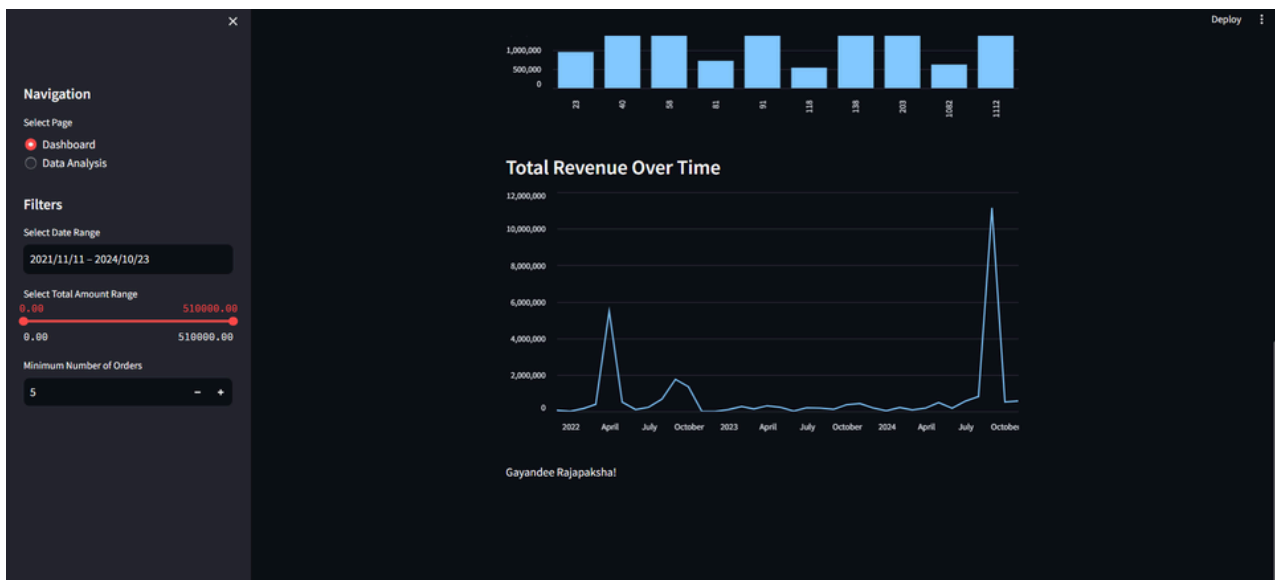 ×
Deploy
Navigation
Select Page
Dashboard
Data Analysis
Filters
Select Date Range
2021/11/11 – 2024/10/23
Select Total Amount Range
0.00 510000.00
0.00 510000.00
Minimum Number of Orders
5 − +
1,000,000
500,000
0
23 40 58 81 91 118 138 203 1082 1112
Total Revenue Over Time
12,000,000
10,000,000
8,000,000
6,000,000
4,000,000
2,000,000
0
2022 April July October 2023 April July October 2024 April July October
Gayandee Rajapaksha!